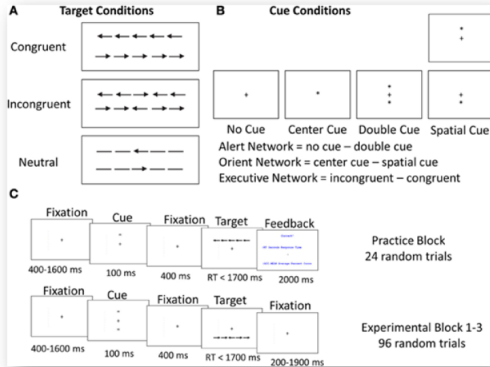 A
Target Conditions
B
Cue Conditions
Congruent
Incongruent
Neutral
No Cue
Center Cue
Double Cue
Spatial Cue
Alert Network = no cue – double cue
Orient Network = center cue – spatial cue
Executive Network = incongruent – congruent
C
Fixation
Cue
Fixation
Target
Feedback
400-1600 ms
100 ms
400 ms
RT < 1700 ms
2000 ms
Practice Block
24 random trials
Fixation
Cue
Fixation
Target
Fixation
400-1600 ms
100 ms
400 ms
RT < 1700 ms
200-1900 ms
Experimental Block 1-3
96 random trials